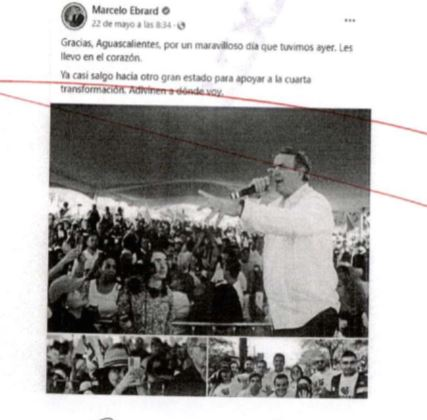 Marcelo Ebrard
22 de mayo a las 8:34 ·
Gracias, Aguascalientes, por un maravilloso día que tuvimos ayer. Les
llevo en el corazón.
Ya casi salgo hacia otro gran estado para apoyar a la cuarta
transformación. Adivinen a dónde voy.